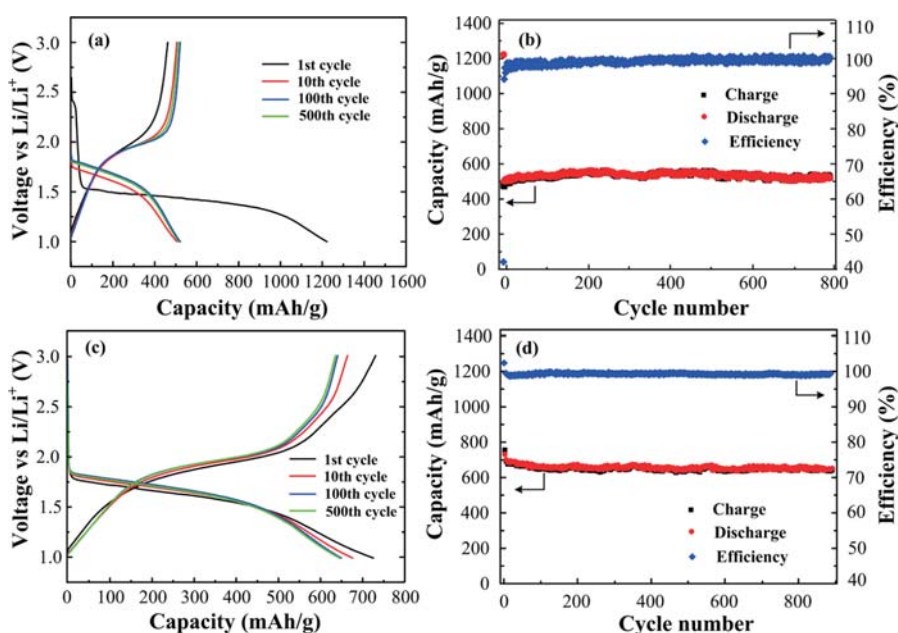 (a)
Voltage vs Li/Li⁺ (V)
3.0
2.5
2.0
1.5
1.0
1st cycle
10th cycle
100th cycle
500th cycle
0 200 400 600 800 1000 1200 1400 1600
Capacity (mAh/g)
(b)
Capacity (mAh/g)
1400
1200
1000
800
600
400
200
0
Charge
Discharge
Efficiency
110
100
90
80
70
60
50
40
Efficiency (%)
0 200 400 600 800
Cycle number
(c)
Voltage vs Li/Li⁺ (V)
3.0
2.5
2.0
1.5
1.0
1st cycle
10th cycle
100th cycle
500th cycle
0 100 200 300 400 500 600 700 800
Capacity (mAh/g)
(d)
Capacity (mAh/g)
1400
1200
1000
800
600
400
200
0
Charge
Discharge
Efficiency
110
100
90
80
70
60
50
40
Efficiency (%)
0 200 400 600 800
Cycle number